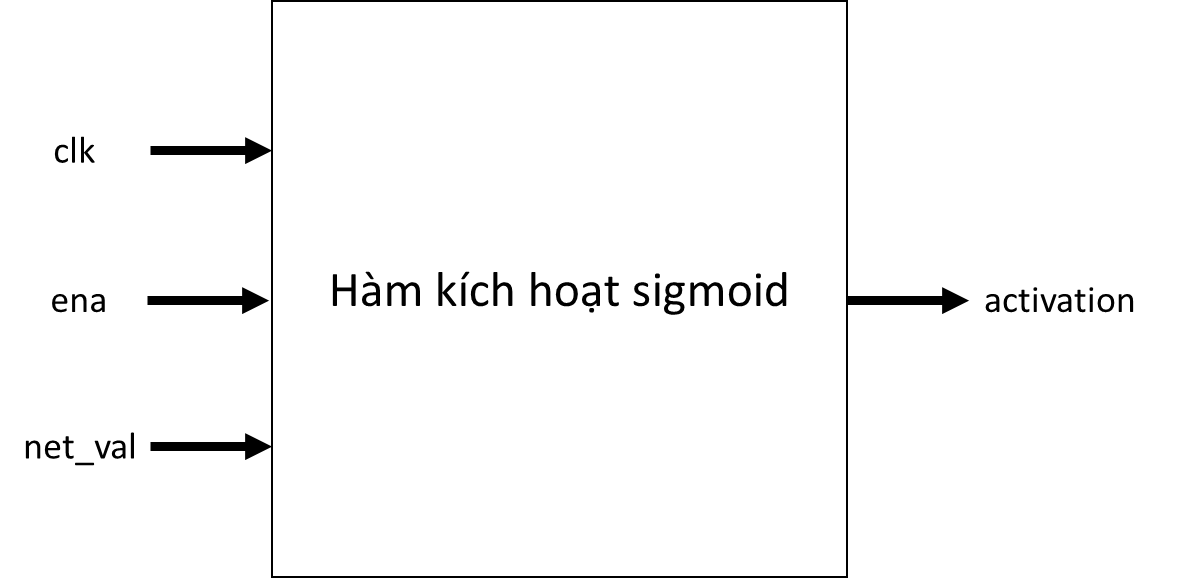 clk
ena
net_val
Hàm kích hoạt sigmoid
activation